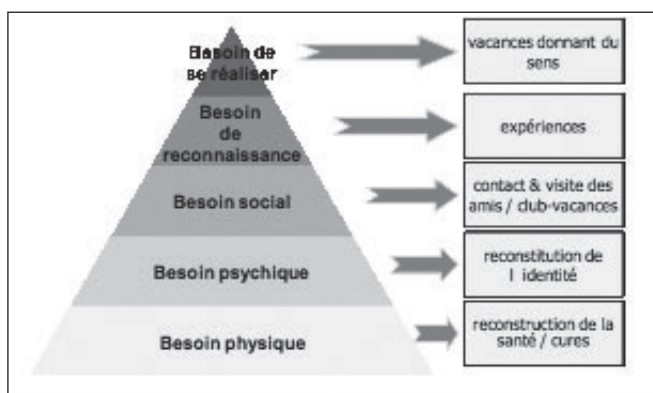 Besoin de
se réaliser
vacances donnant du
sens
Besoin
de
reconnaissance
expériences
Besoin social
contact & visite des
amis / club-vacances
Besoin psychique
reconstitution de
l identité
Besoin physique
reconstruction de la
santé / cures